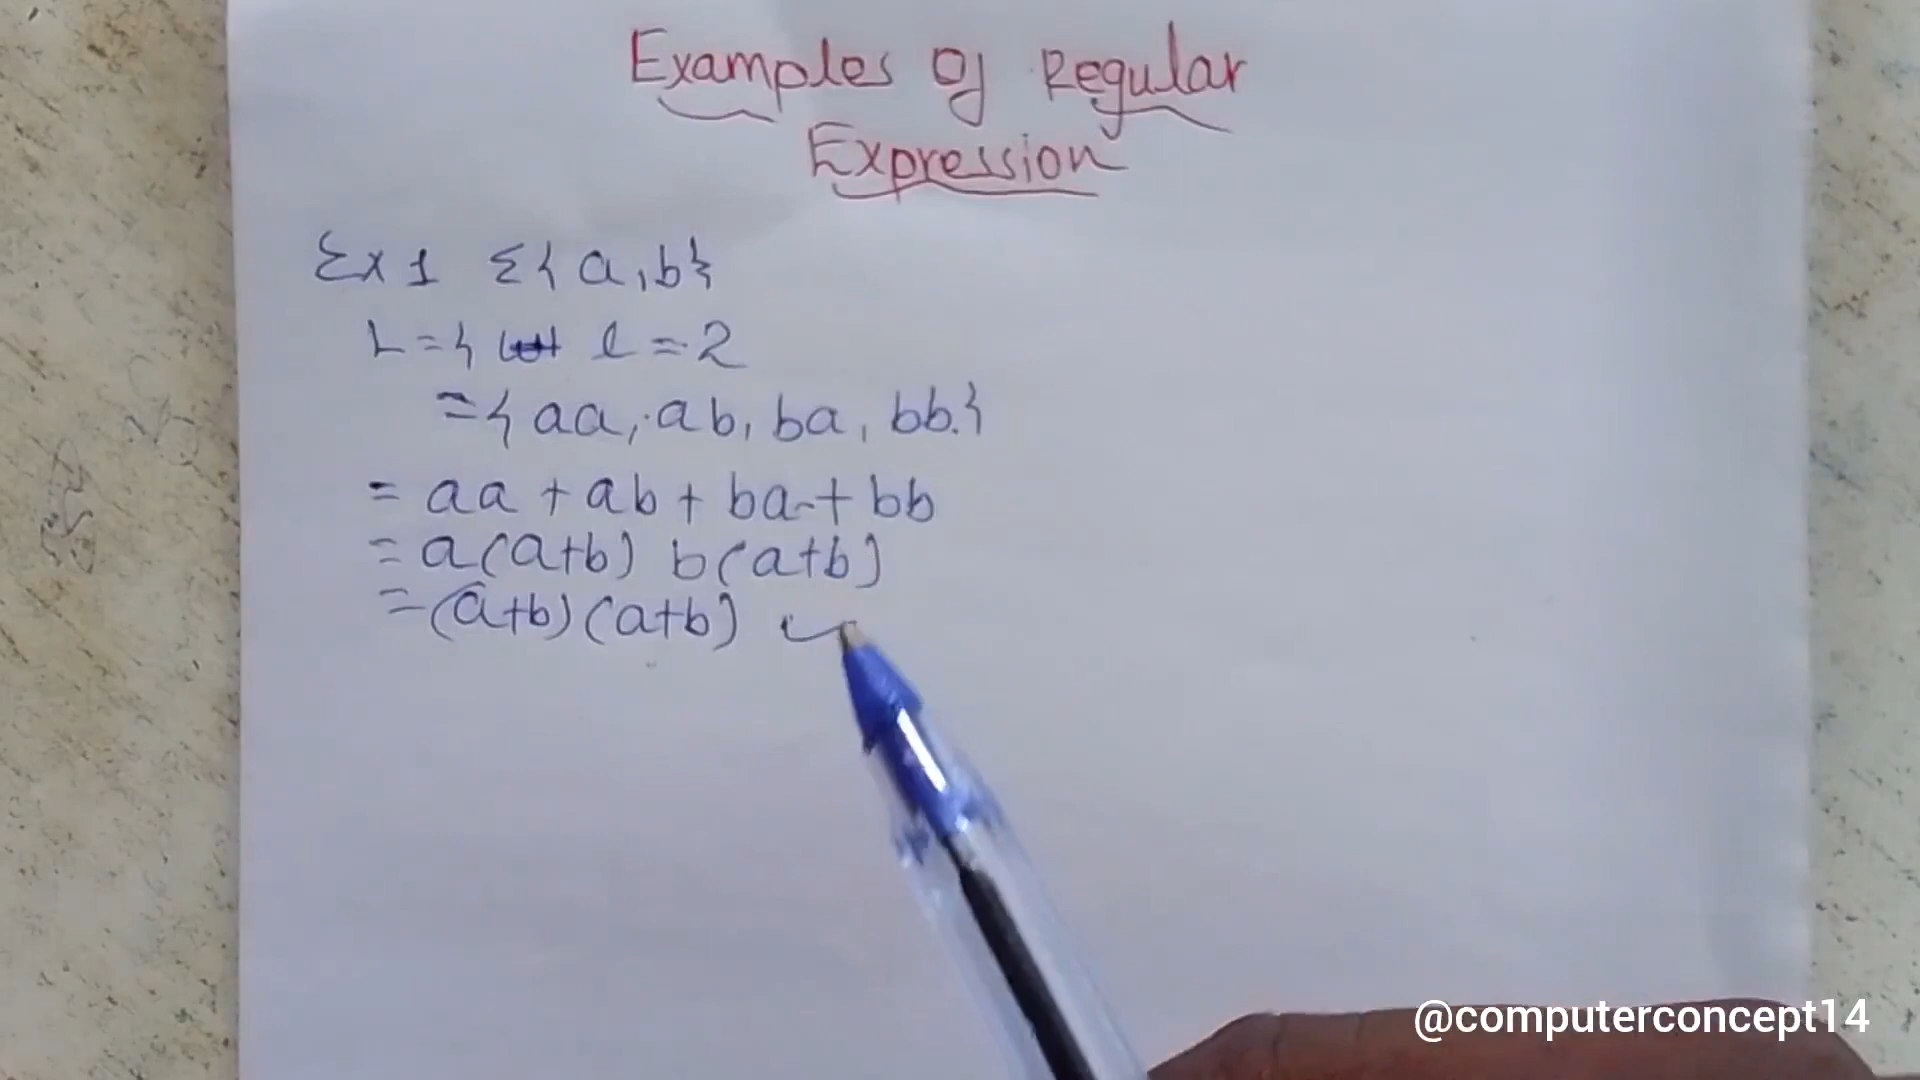 Examples Of Regular
Expression
Ex 1 Σ{a,b}
L={ l=2
={aa, ab, ba, bb.}
= aa + ab + ba + bb
= a(a+b) b(a+b)
=(a+b)(a+b)
@computerconcept14